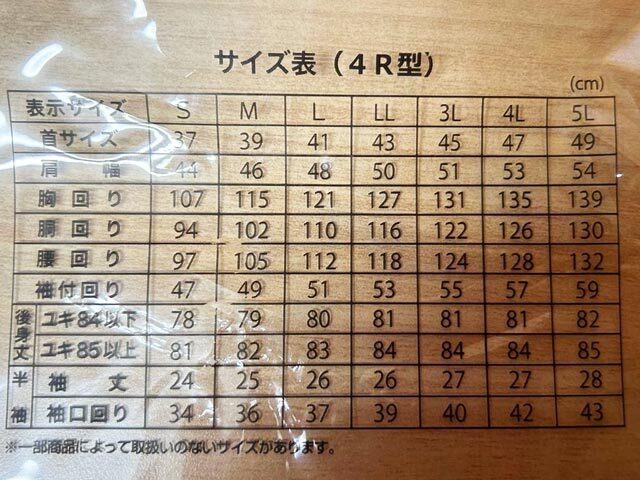 サイズ表（4R型）
(cm)
表示サイズ S M L LL 3L 4L 5L
首サイズ 37 39 41 43 45 47 49
肩幅 44 46 48 50 51 53 54
胸回り 107 115 121 127 131 135 139
胴回り 94 102 110 116 122 126 130
腰回り 97 105 112 118 124 128 132
袖付回り 47 49 51 53 55 57 59
後身丈 ユキ84以下 78 79 80 81 81 81 82
ユキ85以上 81 82 83 84 84 84 85
半袖 袖丈 24 25 26 26 27 27 28
袖口回り 34 36 37 39 40 42 43
※一部商品によって取扱いのないサイズがあります。